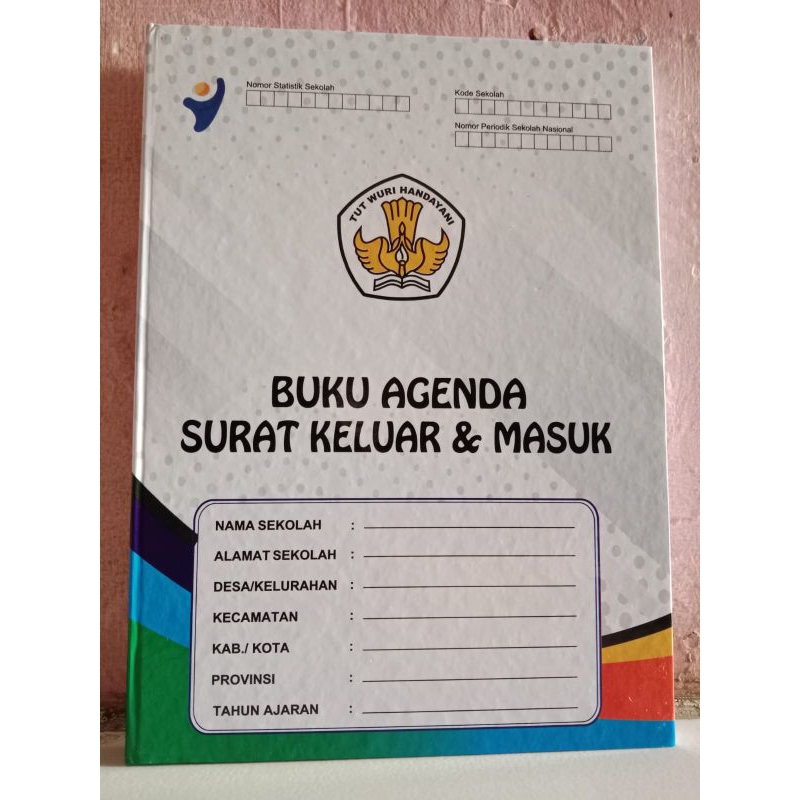 Nomor Statistik Sekolah
Kode Sekolah
Nomor Periodik Sekolah Nasional
TUT WURI HANDAYANI
BUKU AGENDA
SURAT KELUAR & MASUK
NAMA SEKOLAH :
ALAMAT SEKOLAH :
DESA/KELURAHAN :
KECAMATAN :
KAB./ KOTA :
PROVINSI :
TAHUN AJARAN :